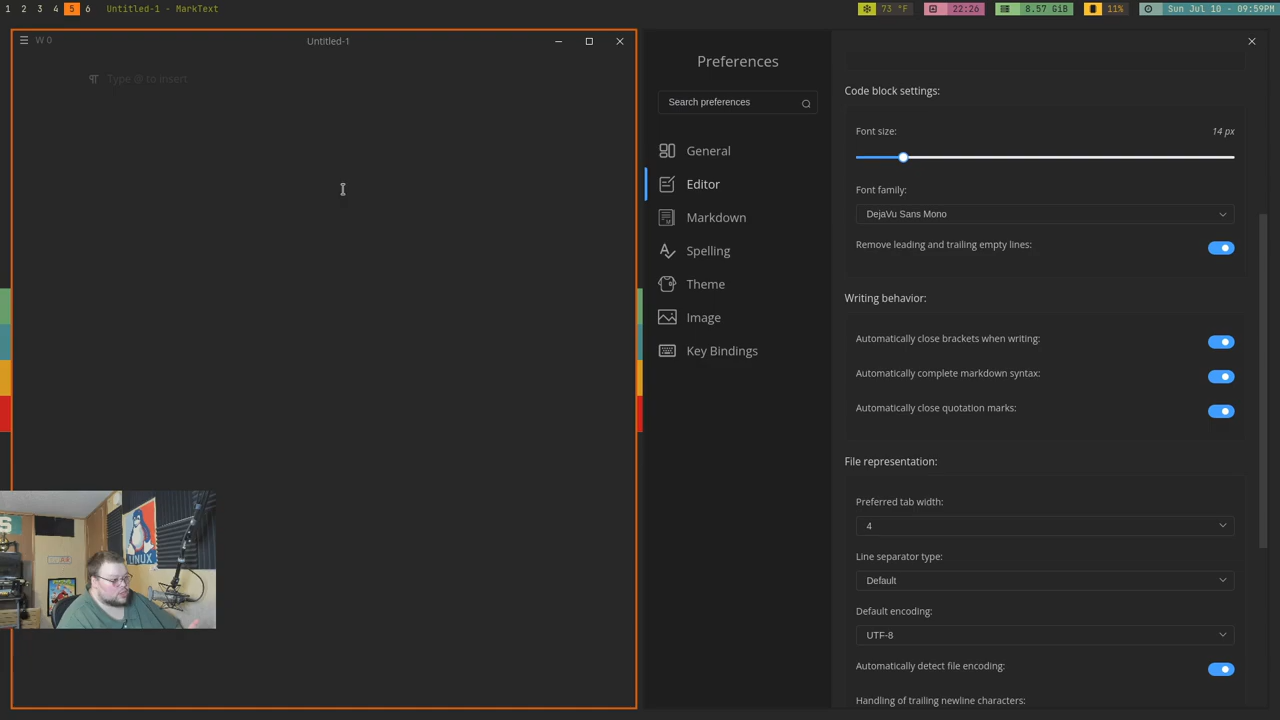 1 2 3 4 5 6 Untitled-1 - MarkText
73 °F 22:26 8.57 GiB 11% Sun Jul 10 - 09:59PM
W 0 Untitled-1
Type @ to insert
Preferences
Search preferences
General
Editor
Markdown
Spelling
Theme
Image
Key Bindings
Code block settings:
Font size: 14 px
Font family:
DejaVu Sans Mono
Remove leading and trailing empty lines:
Writing behavior:
Automatically close brackets when writing:
Automatically complete markdown syntax:
Automatically close quotation marks:
File representation:
Preferred tab width:
4
Line separator type:
Default
Default encoding:
UTF-8
Automatically detect file encoding:
Handling of trailing newline characters:
LINUX
S